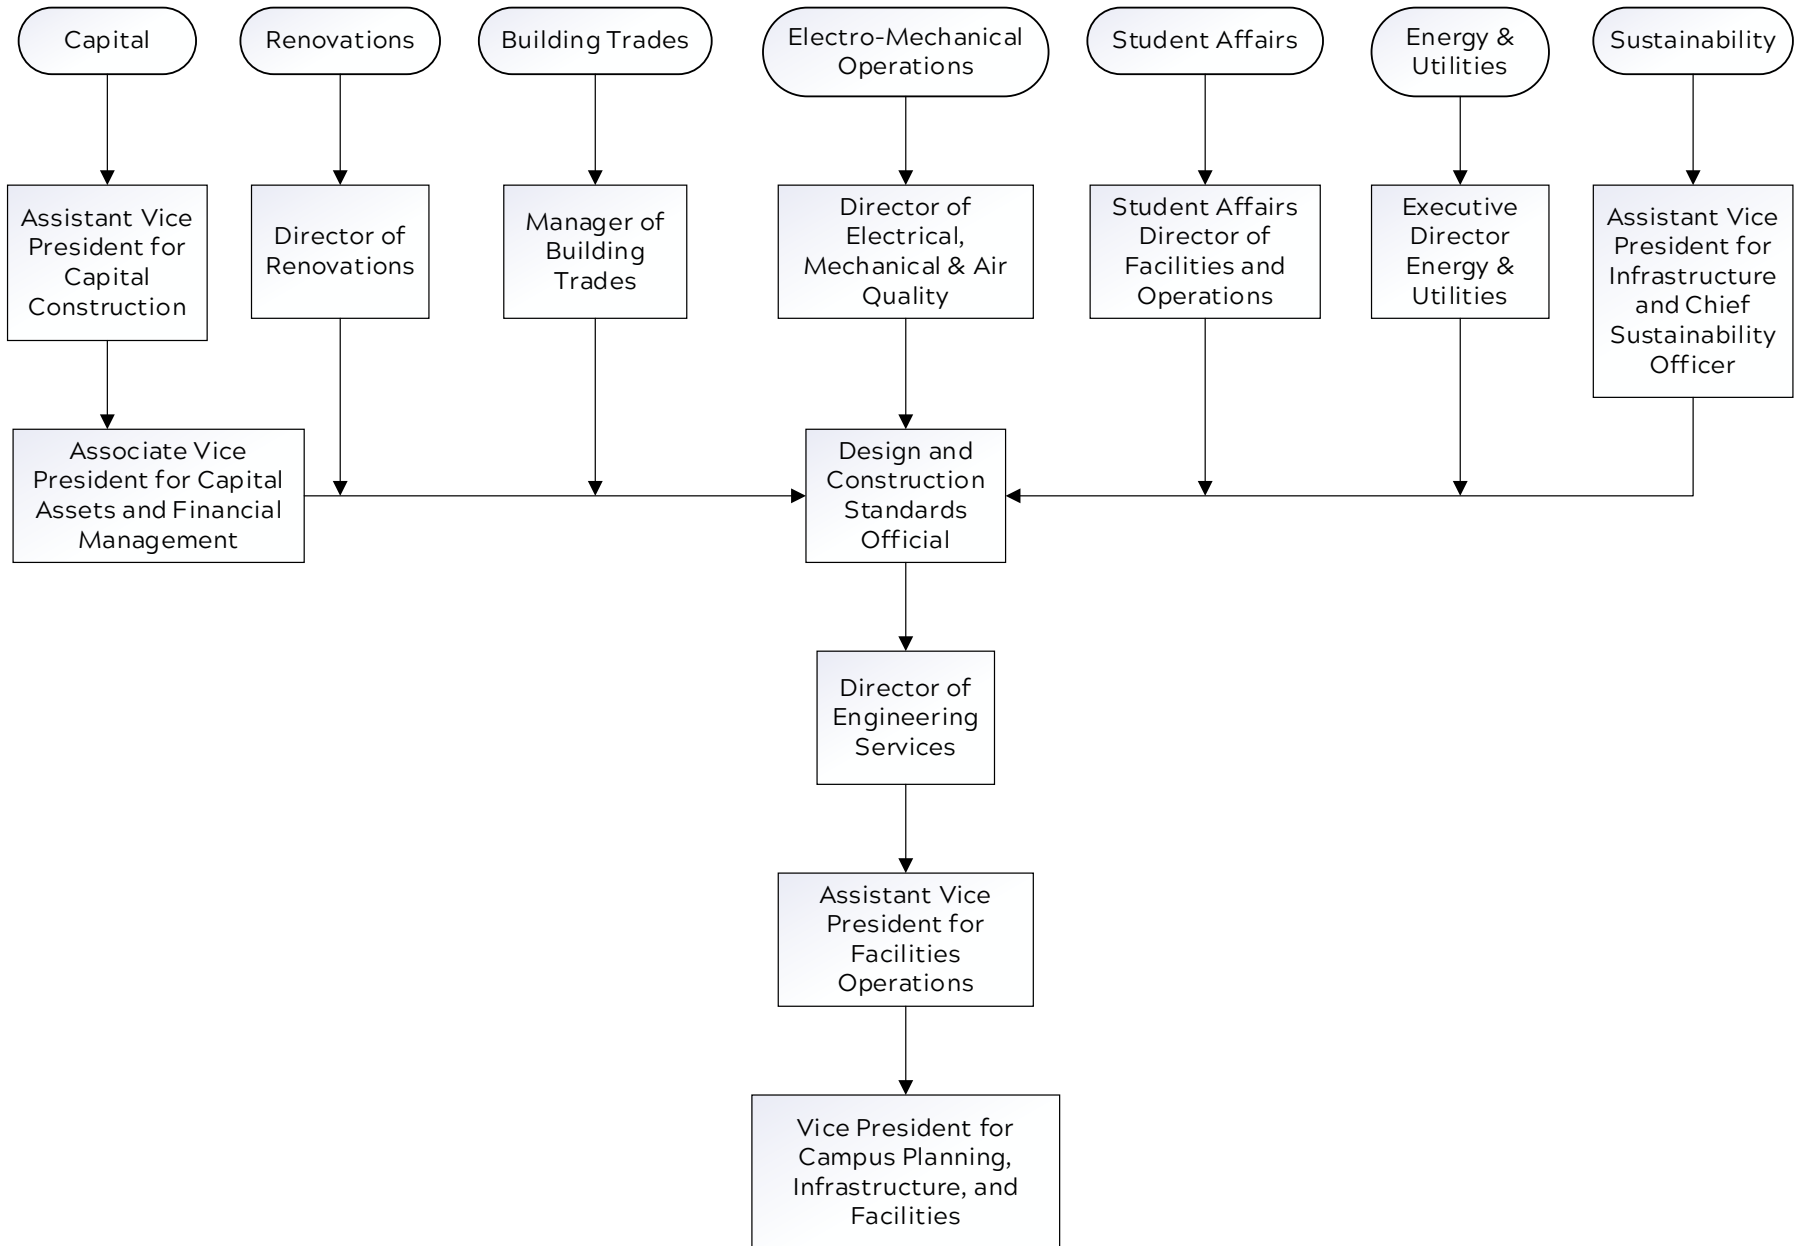 Capital
Renovations
Building Trades
Electro-Mechanical
Operations
Student Affairs
Energy &
Utilities
Sustainability
Assistant Vice
President for
Capital
Construction
Director of
Renovations
Manager of
Building
Trades
Director of
Electrical,
Mechanical & Air
Quality
Student Affairs
Director of
Facilities and
Operations
Executive
Director
Energy &
Utilities
Assistant Vice
President for
Infrastructure
and Chief
Sustainability
Officer
Associate Vice
President for Capital
Assets and Financial
Management
Design and
Construction
Standards
Official
Director of
Engineering
Services
Assistant Vice
President for
Facilities
Operations
Vice President for
Campus Planning,
Infrastructure, and
Facilities